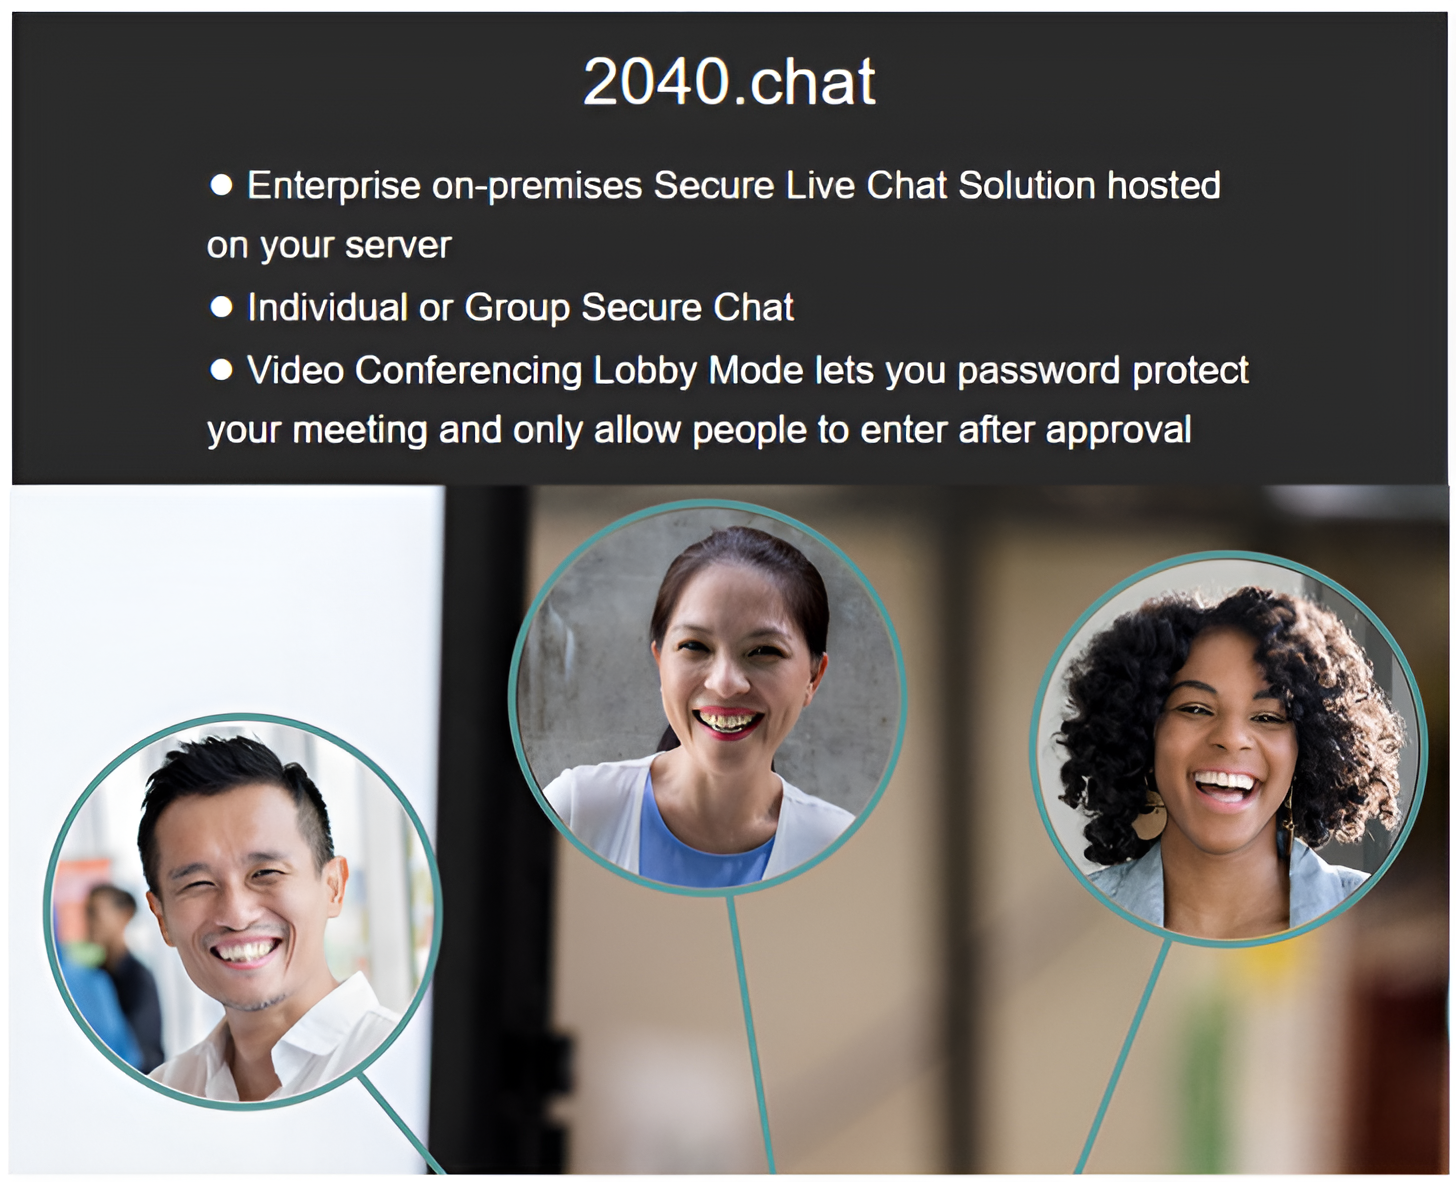 2040.chat
● Enterprise on-premises Secure Live Chat Solution hosted
on your server
● Individual or Group Secure Chat
● Video Conferencing Lobby Mode lets you password protect
your meeting and only allow people to enter after approval